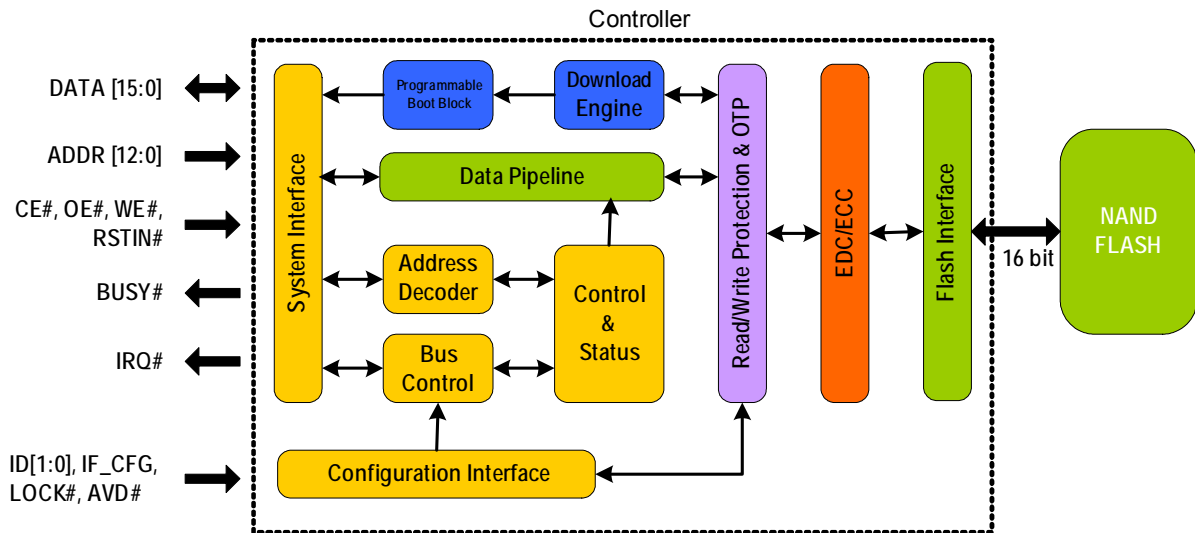 Controller
DATA [15:0]
ADDR [12:0]
CE#, OE#, WE#,
RSTIN#
BUSY#
IRQ#
ID[1:0], IF_CFG,
LOCK#, AVD#
System Interface
Programmable
Boot Block
Download
Engine
Data Pipeline
Address
Decoder
Control
&
Status
Bus
Control
Configuration Interface
Read/Write Protection & OTP
EDC/ECC
Flash Interface
16 bit
NAND
FLASH